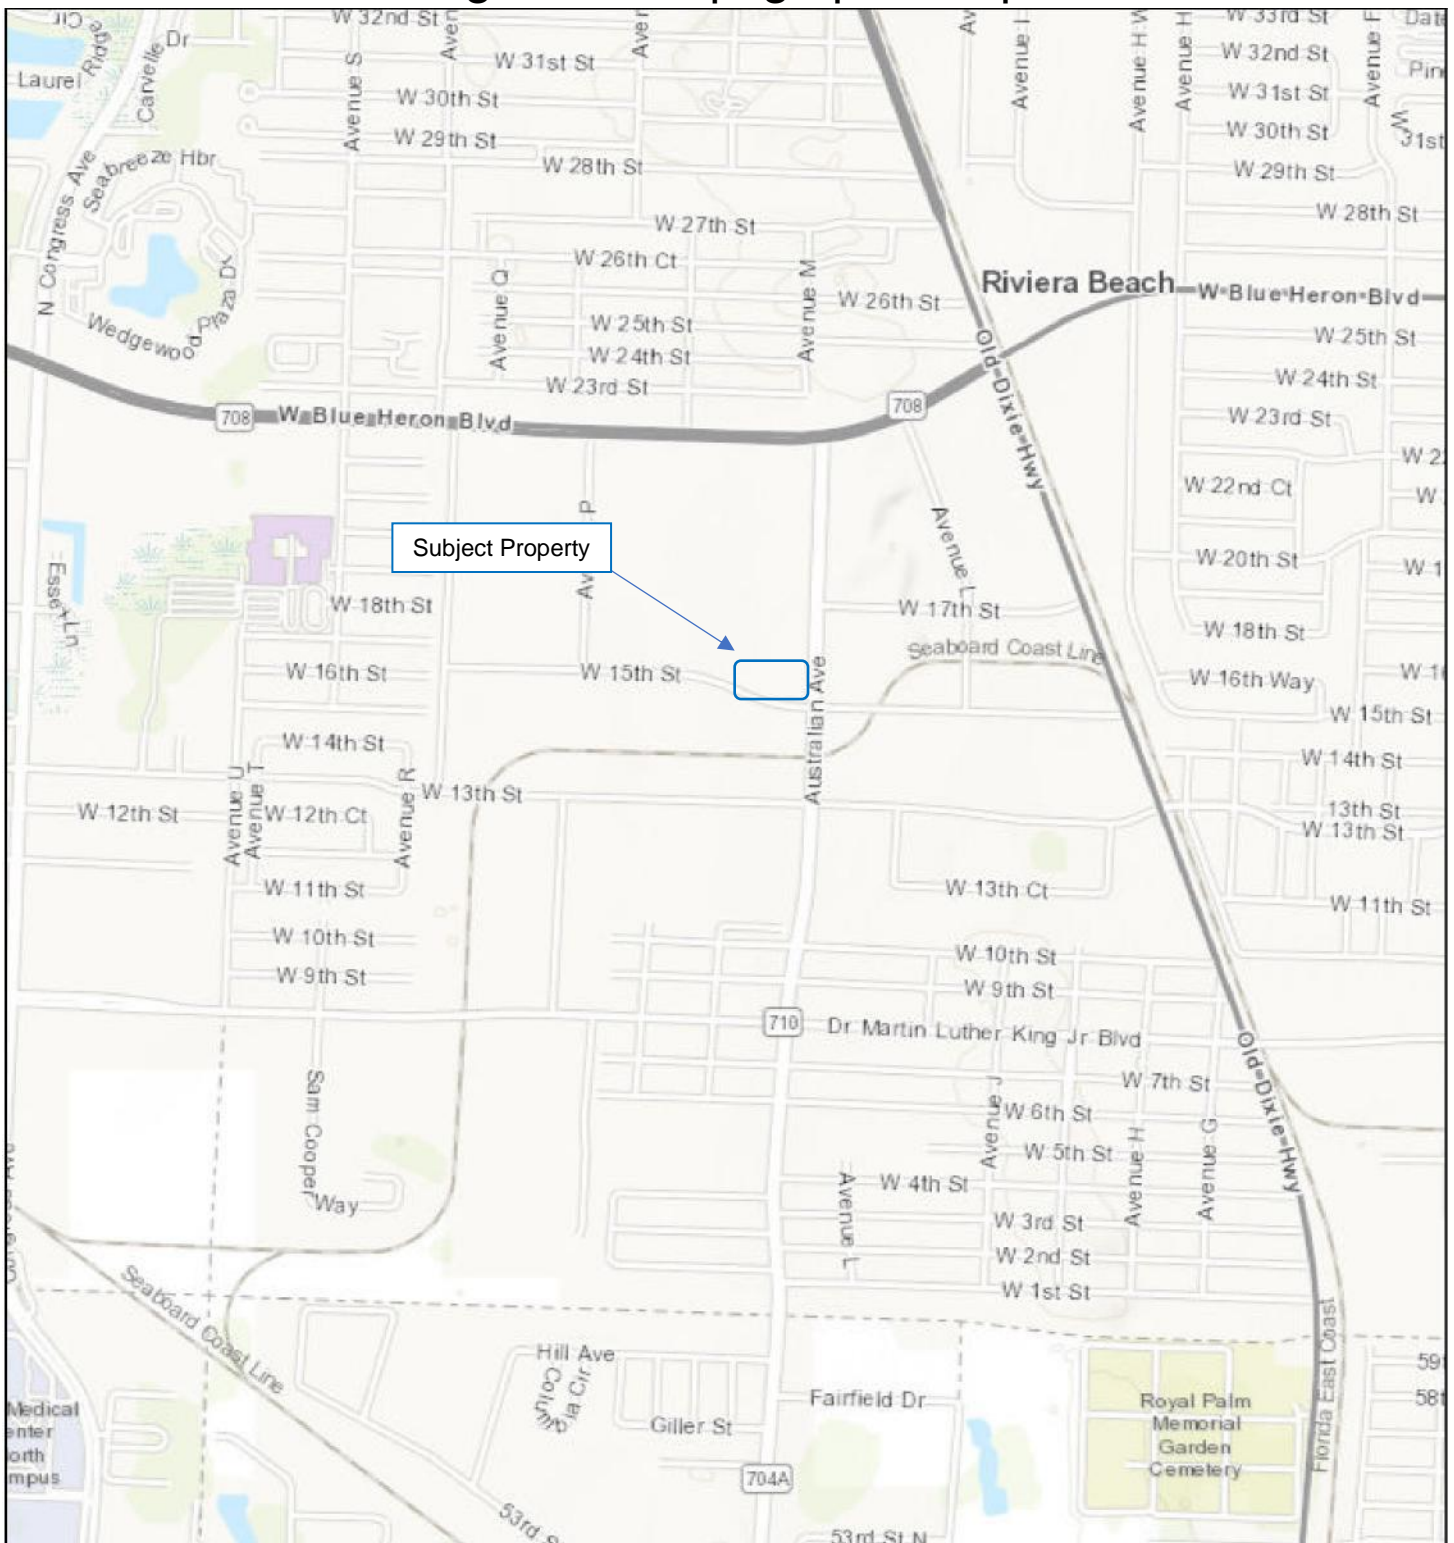 W 32nd St
W 33rd St
Laurel
Ridge
Cir
Carvelle
Dr
Avenue S
W 31st St
W 30th St
W 29th St
W 28th St
Avenue I
Avenue H W
Avenue H
Avenue F
W 32nd St
W 31st St
W 30th St
W 29th St
W 28th St
N Congress Ave
Seabreeze Hbr
Wedgewood
Plaza Dr
W 27th St
W 26th Ct
Avenue Q
W 25th St
W 24th St
W 23rd St
Avenue M
W 26th St
Riviera Beach
W Blue Heron Blvd
Old Dixie Hwy
W 25th St
W 24th St
W 23rd St
708
W Blue Heron Blvd
708
W 22nd Ct
W 20th St
W 18th St
W 16th Way
W 15th St
W 14th St
13th St
W 13th St
W 11th St
Subject Property
Essex Ln
W 18th St
W 16th St
W 15th St
Avenue L
W 17th St
Seaboard Coast Line
Australian Ave
W 14th St
Avenue U
Avenue T
Avenue R
W 13th St
W 12th St
W 12th Ct
W 11th St
W 10th St
W 9th St
W 13th Ct
W 10th St
W 9th St
710
Dr Martin Luther King Jr Blvd
W 7th St
Avenue J
W 6th St
W 5th St
W 4th St
W 3rd St
W 2nd St
W 1st St
Avenue H
Avenue G
Avenue L
Old Dixie Hwy
Sam Cooper
Way
Seaboard Coast Line
Hill Ave
Giller St
Fairfield Dr
704A
Royal Palm
Memorial
Garden
Cemetery
Florida East Coast
Medical
53rd St N